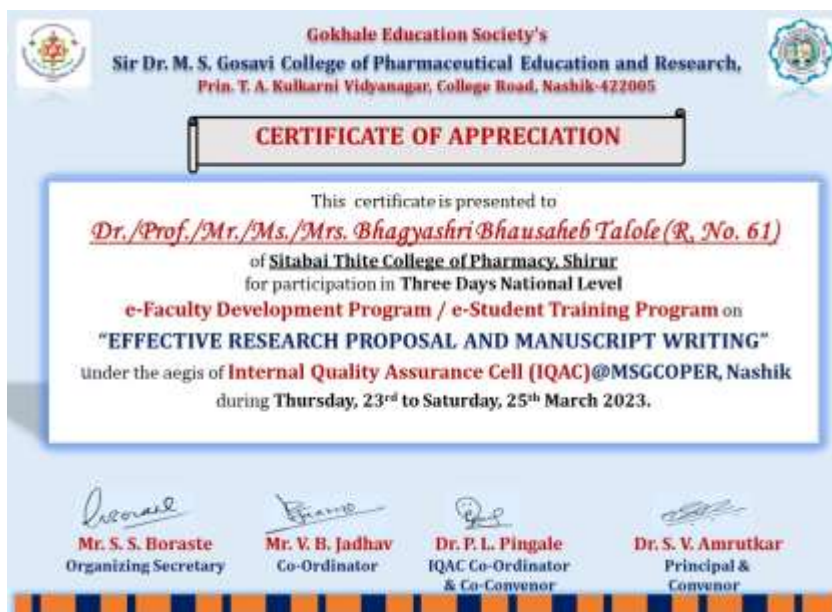 Gokhale Education Society's
Sir Dr. M. S. Gosavi College of Pharmaceutical Education and Research,
Prin. T. A. Kulkarni Vidyanagar, College Road, Nashik-422005
CERTIFICATE OF APPRECIATION
This certificate is presented to
Dr./Prof./Mr./Ms./Mrs. Bhagyashri Bhausaheb Talole (R. No. 61)
of Sitabai Thite College of Pharmacy, Shirur
for participation in Three Days National Level
e-Faculty Development Program / e-Student Training Program on
"EFFECTIVE RESEARCH PROPOSAL AND MANUSCRIPT WRITING"
under the aegis of Internal Quality Assurance Cell (IQAC)@MSGCOPER, Nashik
during Thursday, 23rd to Saturday, 25th March 2023.
Mr. S. S. Boraste Mr. V. B. Jadhav Dr. P. L. Pingale Dr. S. V. Amrutkar
Organizing Secretary Co-Ordinator IQAC Co-Ordinator Principal &
& Co-Convenor Convenor